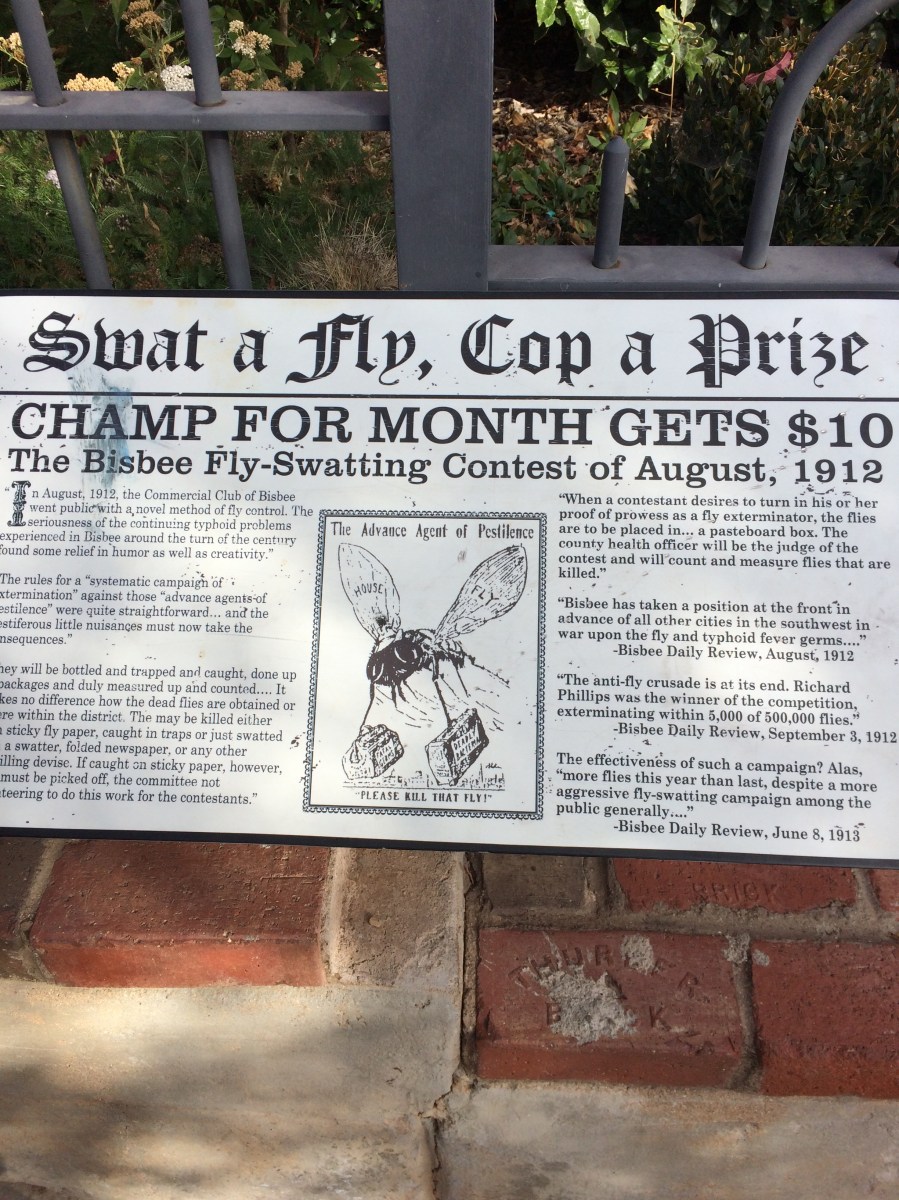 Swat a Fly, Cop a Prize
CHAMP FOR MONTH GETS $10
The Bisbee Fly-Swatting Contest of August, 1912
"In August, 1912, the Commercial Club of Bisbee
went public with a novel method of fly control. The
seriousness of the continuing typhoid problems
experienced in Bisbee around the turn of the century
found some relief in humor as well as creativity."
The rules for a "systematic campaign of
xtermination" against those "advance agents of
estilence" were quite straightforward... and the
estiferous little nuisances must now take the
nsequences."
hey will be bottled and trapped and caught, done up
packages and duly measured up and counted.... It
kes no difference how the dead flies are obtained or
ere within the district. The may be killed either
sticky fly paper, caught in traps or just swatted
a swatter, folded newspaper, or any other
illing devise. If caught on sticky paper, however,
must be picked off, the committee not
teering to do this work for the contestants."
The Advance Agent of Pestilence
HOUSE FLY
"PLEASE KILL THAT FLY!"
"When a contestant desires to turn in his or her
proof of prowess as a fly exterminator, the flies
are to be placed in... a pasteboard box. The
county health officer will be the judge of the
contest and will count and measure flies that are
killed."
"Bisbee has taken a position at the front in
advance of all other cities in the southwest in
war upon the fly and typhoid fever germs...."
-Bisbee Daily Review, August, 1912
"The anti-fly crusade is at its end. Richard
Phillips was the winner of the competition,
exterminating within 5,000 of 500,000 flies."
-Bisbee Daily Review, September 3, 1912
The effectiveness of such a campaign? Alas,
"more flies this year than last, despite a more
aggressive fly-swatting campaign among the
public generally...."
-Bisbee Daily Review, June 8, 1913
BRICK